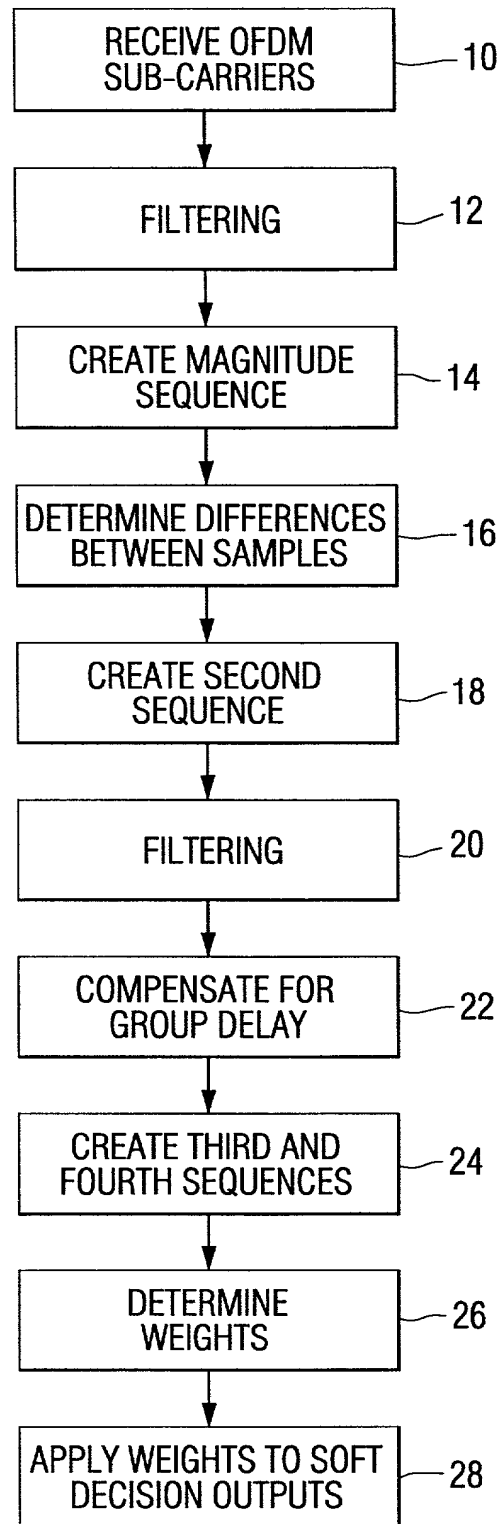 RECEIVE OFDM
SUB-CARRIERS
10
FILTERING
12
CREATE MAGNITUDE
SEQUENCE
14
DETERMINE DIFFERENCES
BETWEEN SAMPLES
16
CREATE SECOND
SEQUENCE
18
FILTERING
20
COMPENSATE FOR
GROUP DELAY
22
CREATE THIRD AND
FOURTH SEQUENCES
24
DETERMINE
WEIGHTS
26
APPLY WEIGHTS TO SOFT
DECISION OUTPUTS
28